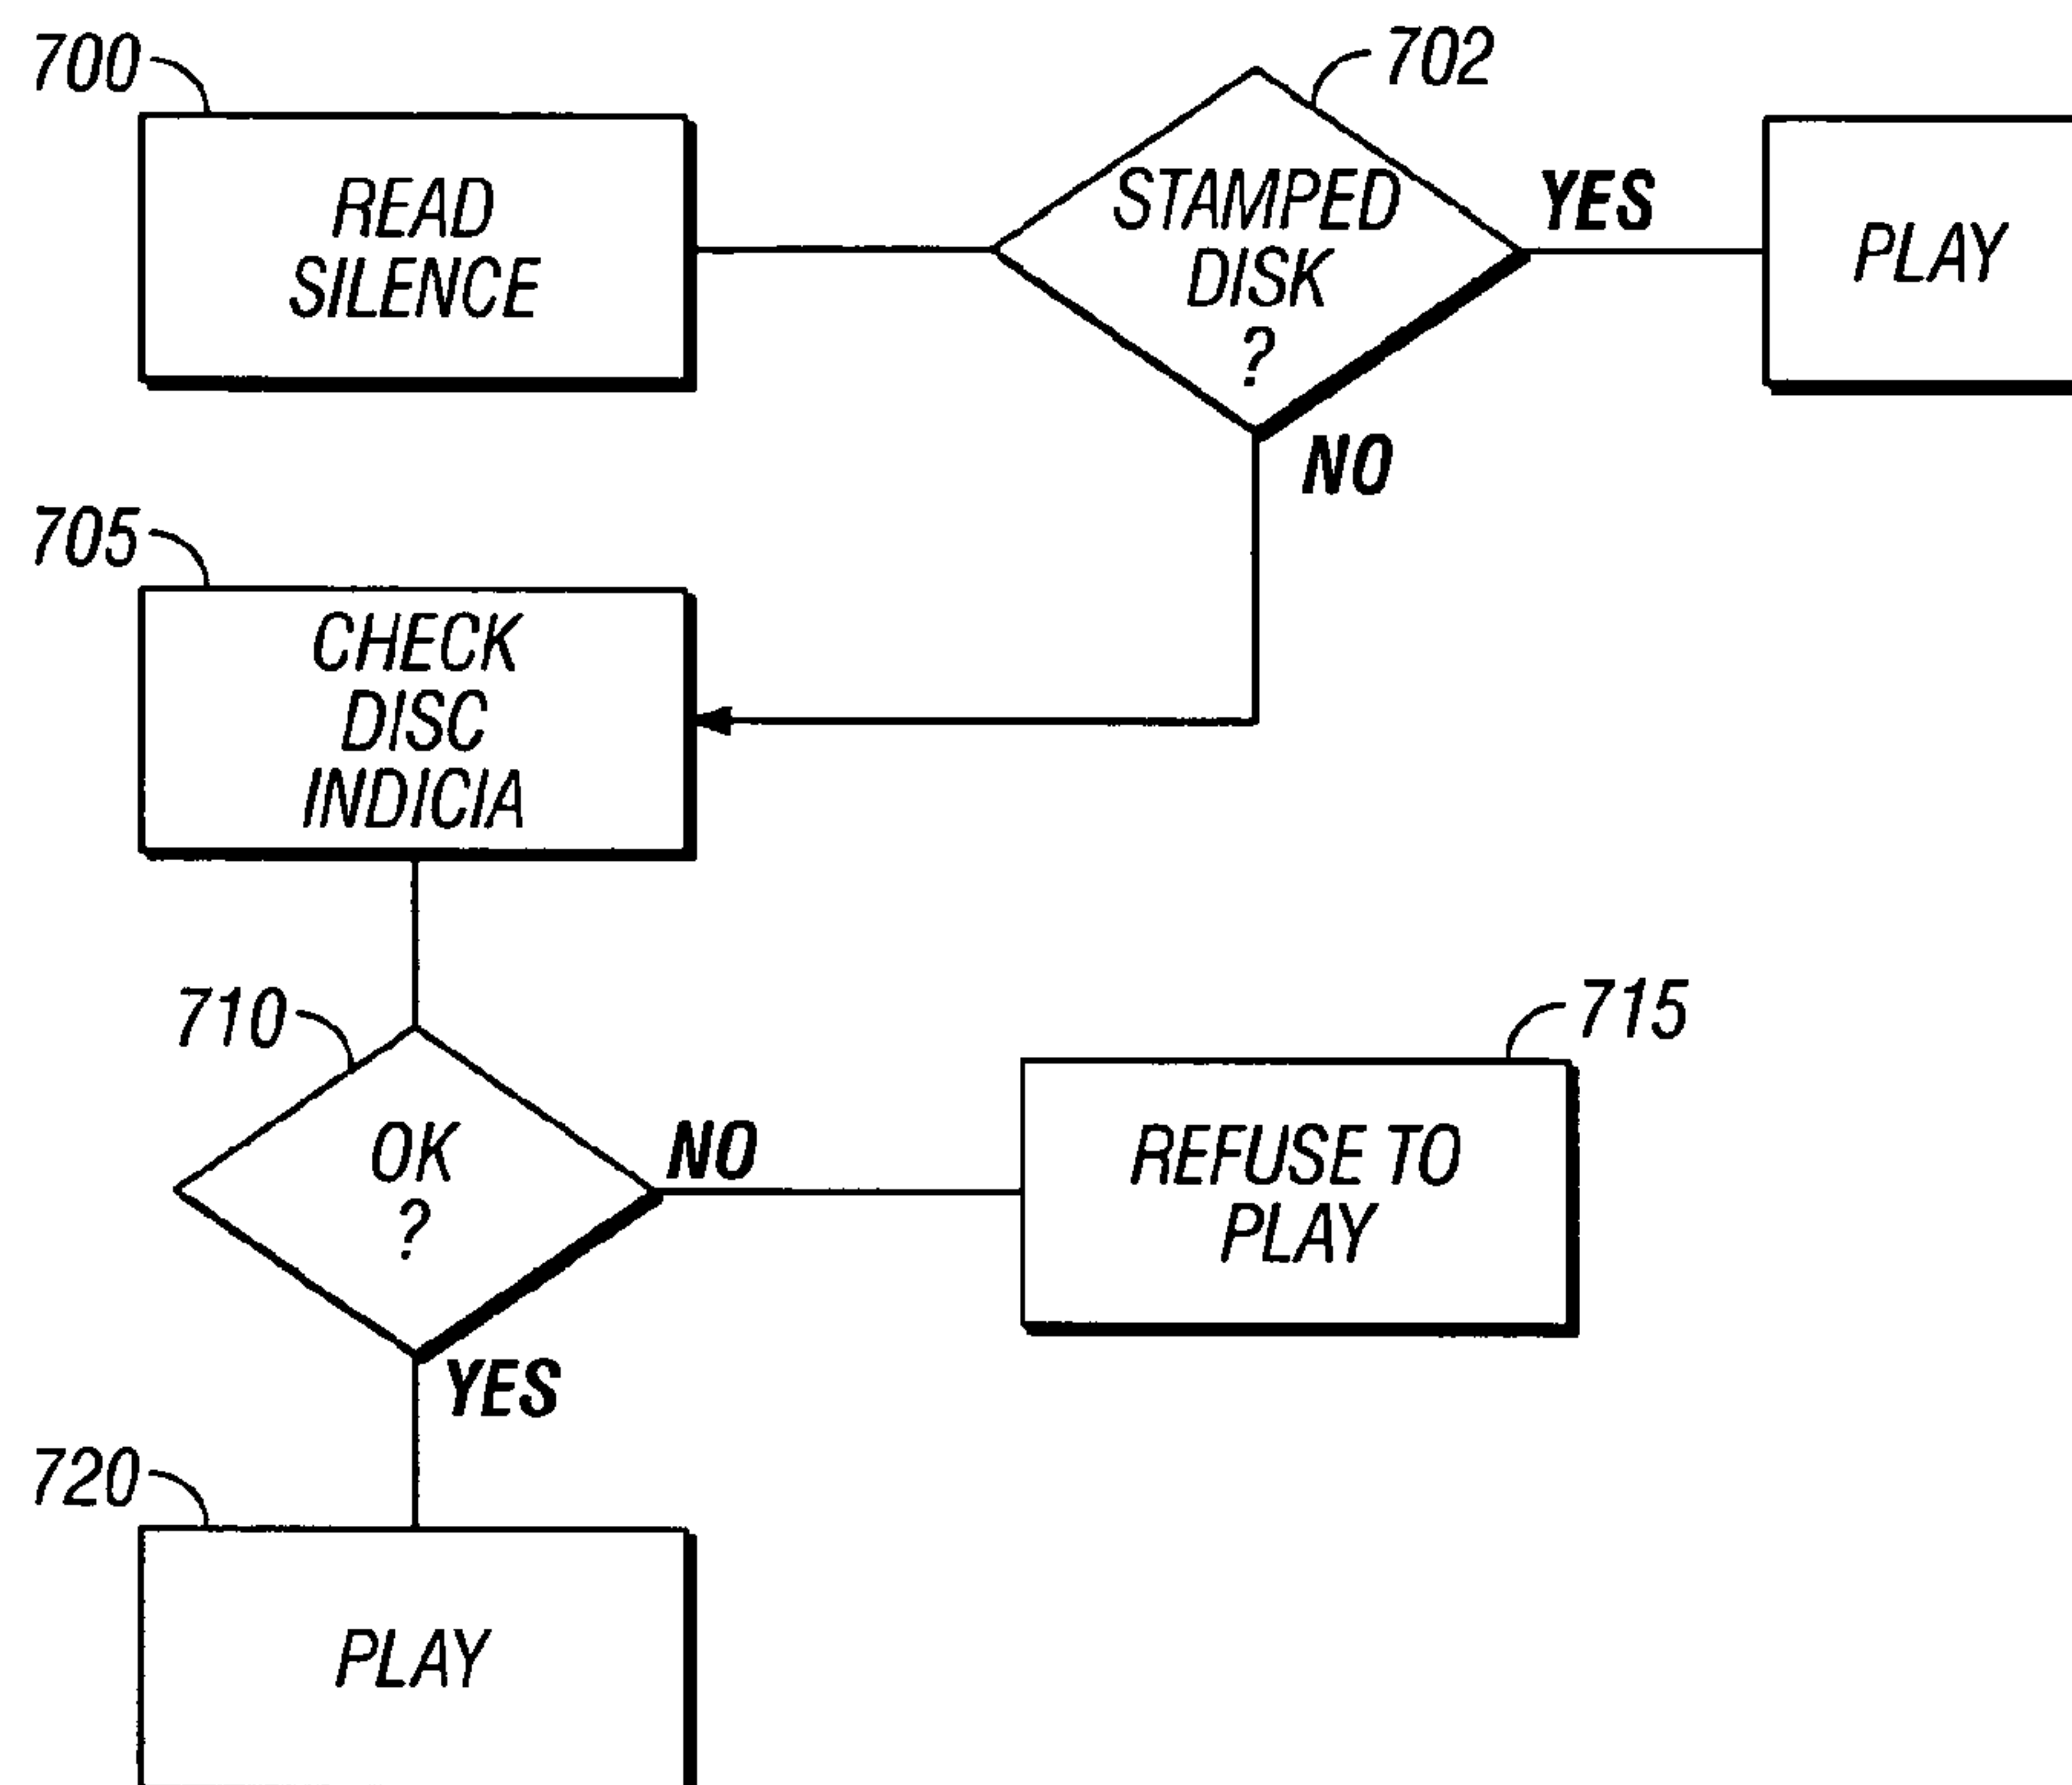 700
READ
SILENCE
702
STAMPED
DISK
?
YES
PLAY
NO
705
CHECK
DISC
INDICIA
710
OK
?
NO
715
REFUSE TO
PLAY
YES
720
PLAY